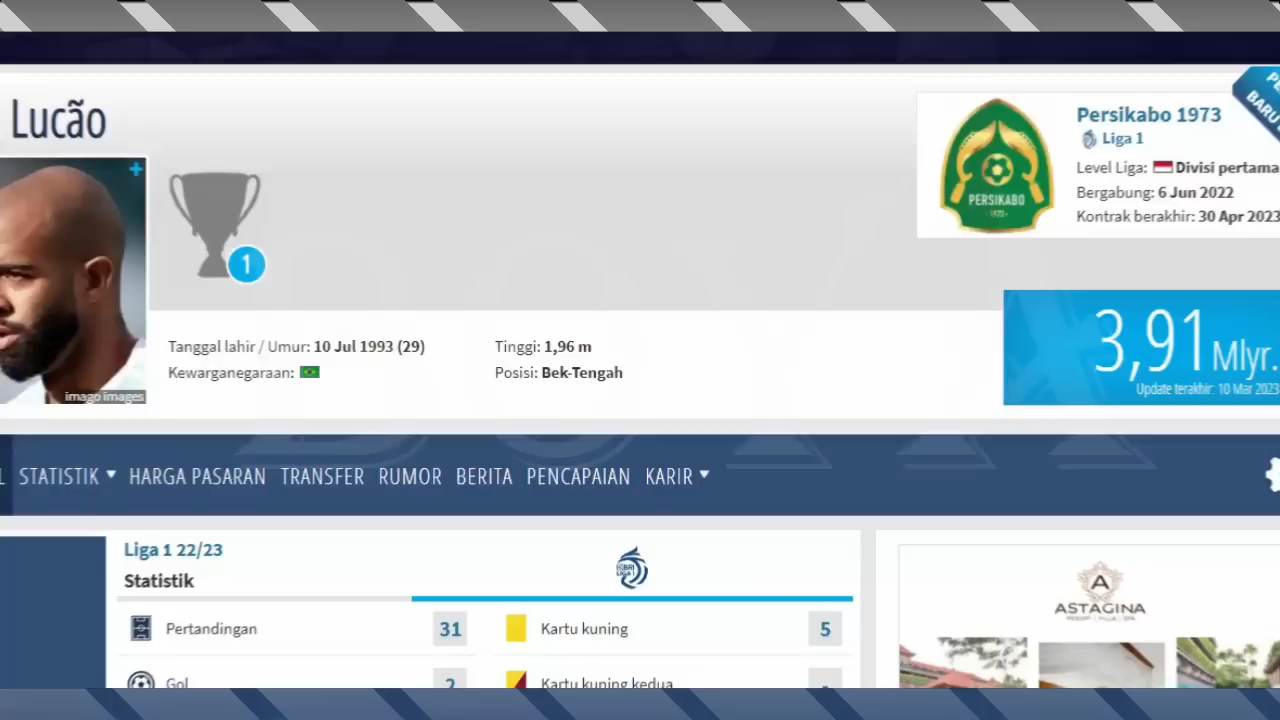 Lucão
Persikabo 1973
Liga 1
BARU
Level Liga: Divisi pertama
Bergabung: 6 Jun 2022
Kontrak berakhir: 30 Apr 2023
PERSIKABO
1973
1
3,91 Mlyr.
Update terakhir: 10 Mar 2023
Tanggal lahir / Umur: 10 Jul 1993 (29)
Tinggi: 1,96 m
Kewarganegaraan:
Posisi: Bek-Tengah
imago images
STATISTIK HARGA PASARAN TRANSFER RUMOR BERITA PENCAPAIAN KARIR
Liga 1 22/23
Statistik
Pertandingan 31
Kartu kuning 5
Gol 2
Kartu kuning kedua -
ASTAGINA